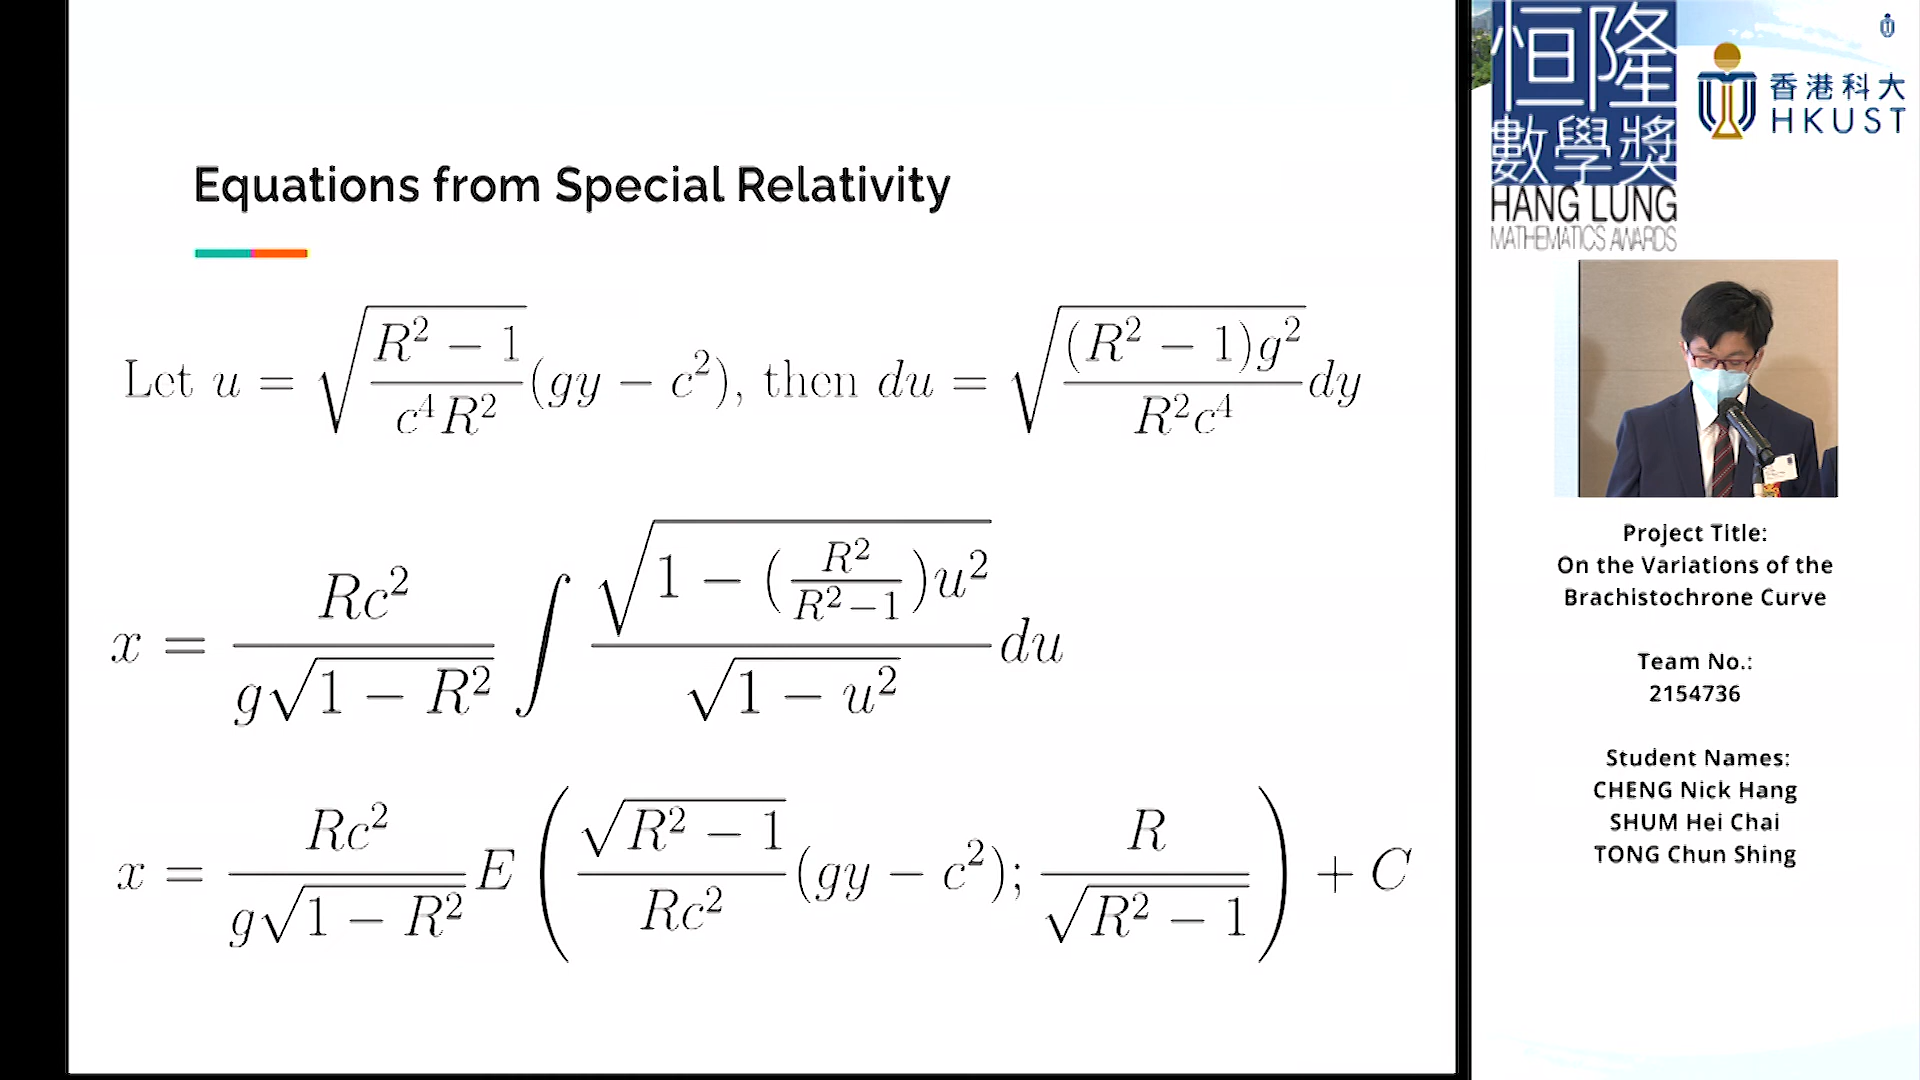 Equations from Special Relativity
Let u = √((R² − 1)/(c⁴R²)) (gy − c²), then du = √(((R² − 1)g²)/(R²c⁴)) dy
x = (Rc²)/(g√(1 − R²)) ∫ √(1 − (R²/(R²−1))u²)/√(1 − u²) du
x = (Rc²)/(g√(1 − R²)) E( (√(R² − 1))/(Rc²) (gy − c²); R/√(R² − 1) ) + C
恒隆
數學獎
HANG LUNG
MATHEMATICS AWARDS
香港科大
HKUST
Project Title:
On the Variations of the
Brachistochrone Curve
Team No.:
2154736
Student Names:
CHENG Nick Hang
SHUM Hei Chai
TONG Chun Shing